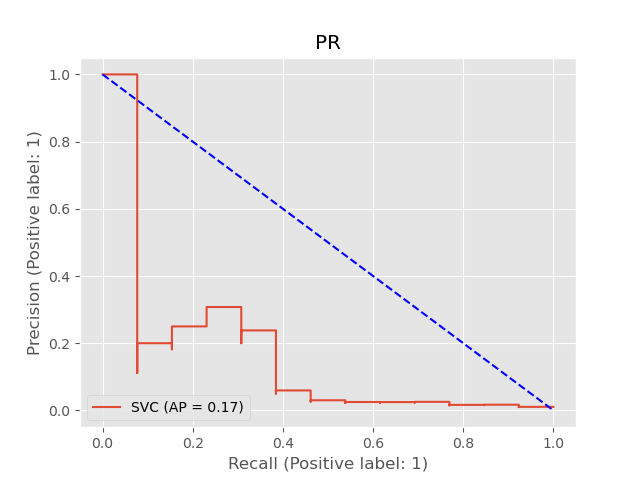 PR
Precision (Positive label: 1)
1.0
0.8
0.6
0.4
0.2
0.0
SVC (AP = 0.17)
0.0 0.2 0.4 0.6 0.8 1.0
Recall (Positive label: 1)